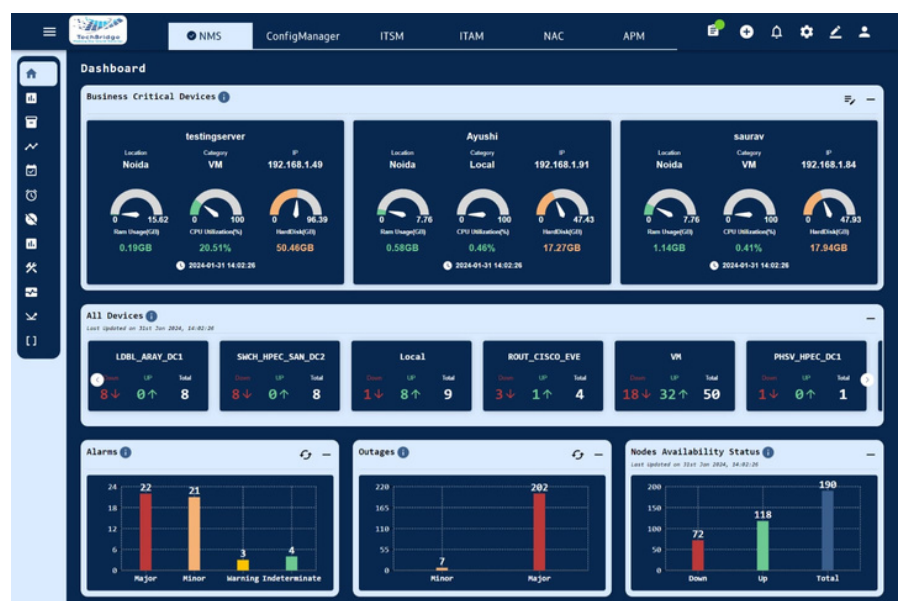 TechBridge
NMS ConfigManager ITSM ITAM NAC APM
Dashboard
Business Critical Devices
testingserver
Location Category IP
Noida VM 192.168.1.49
0 15.62 0 100 0 96.39
Ram Usage(GB) CPU Utilization(%) HardDisk(GB)
0.19GB 20.51% 50.46GB
2024-01-31 14:02:26
Ayushi
Location Category IP
Noida Local 192.168.1.91
0 7.76 0 100 0 47.43
Ram Usage(GB) CPU Utilization(%) HardDisk(GB)
0.58GB 0.46% 17.27GB
2024-01-31 14:02:26
saurav
Location Category IP
Noida VM 192.168.1.84
0 7.76 0 100 0 47.93
Ram Usage(GB) CPU Utilization(%) HardDisk(GB)
1.14GB 0.41% 17.94GB
2024-01-31 14:02:26
All Devices
Last Updated on 31st Jan 2024, 14:02:26
LDBL_ARAY_DC1
Down UP Total
8↓ 0↑ 8
SWCH_HPEC_SAN_DC2
Down UP Total
8↓ 0↑ 8
Local
Down UP Total
1↓ 8↑ 9
ROUT_CISCO_EVE
Down UP Total
3↓ 1↑ 4
VM
Down UP Total
18↓ 32↑ 50
PHSV_HPEC_DC1
Down UP Total
1↓ 0↑ 1
Alarms
24
18
12
6
0
22 21 3 4
Major Minor Warning Indeterminate
Outages
220
165
110
55
0
7 202
Minor Major
Nodes Availability Status
Last Updated on 31st Jan 2024, 14:02:26
200
150
100
50
0
72 118 190
Down Up Total